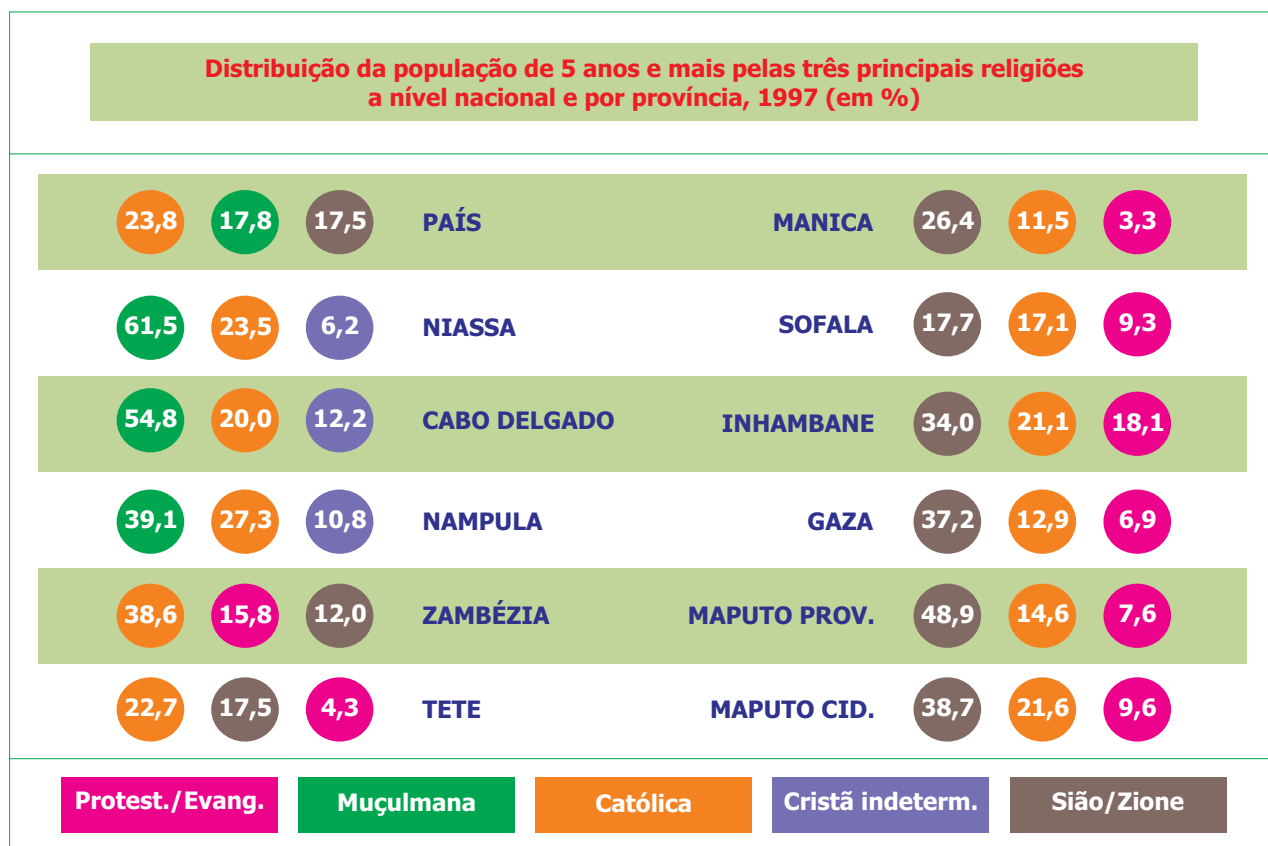 Distribuição da população de 5 anos e mais pelas três principais religiões
a nível nacional e por província, 1997 (em %)
23,8 17,8 17,5 PAÍS MANICA 26,4 11,5 3,3
61,5 23,5 6,2 NIASSA SOFALA 17,7 17,1 9,3
54,8 20,0 12,2 CABO DELGADO INHAMBANE 34,0 21,1 18,1
39,1 27,3 10,8 NAMPULA GAZA 37,2 12,9 6,9
38,6 15,8 12,0 ZAMBÉZIA MAPUTO PROV. 48,9 14,6 7,6
22,7 17,5 4,3 TETE MAPUTO CID. 38,7 21,6 9,6
Protest./Evang. Muçulmana Católica Cristã indeterm. Sião/Zione